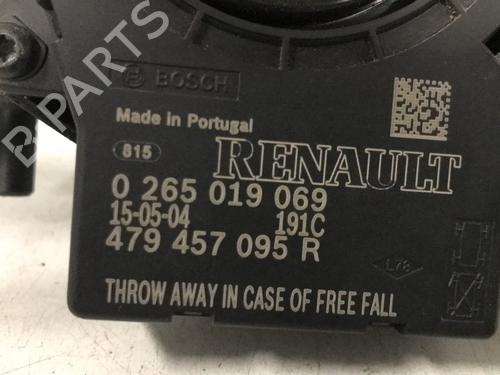 B-PARTS
BOSCH
Made in Portugal
815
RENAULT
0 265 019 069
15-05-04 191C
479 457 095 R
L78
THROW AWAY IN CASE OF FREE FALL